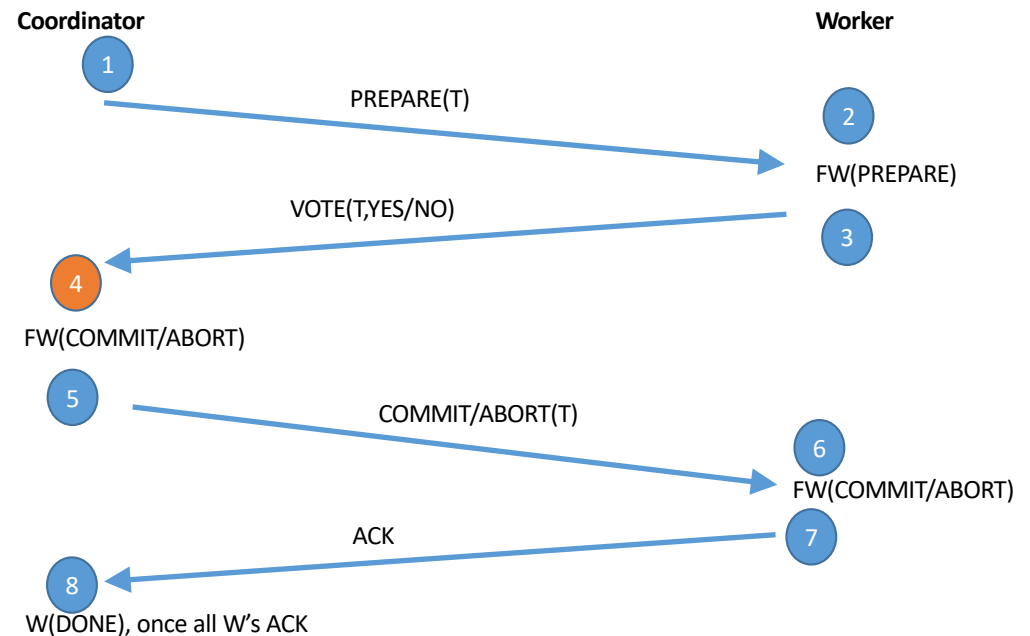 Coordinator
Worker
1
PREPARE(T)
2
FW(PREPARE)
VOTE(T,YES/NO)
3
4
FW(COMMIT/ABORT)
5
COMMIT/ABORT(T)
6
FW(COMMIT/ABORT)
ACK
7
8
W(DONE), once all W's ACK